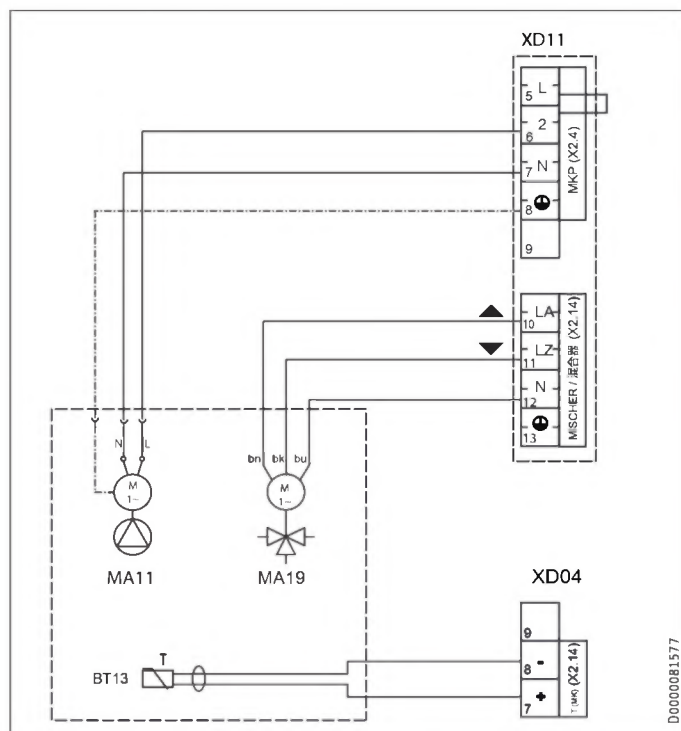 XD11
L
5
2
6
N
7
8
9
MKP (X2.4)
LA
10
LZ
11
N
12
13
MISCHER / 混合器 (X2.14)
N L
bn bk bu
M
1~
M
1~
MA11
MA19
XD04
9
8 -
7 +
T (MK) (X2.14)
T
BT13
D0000081577